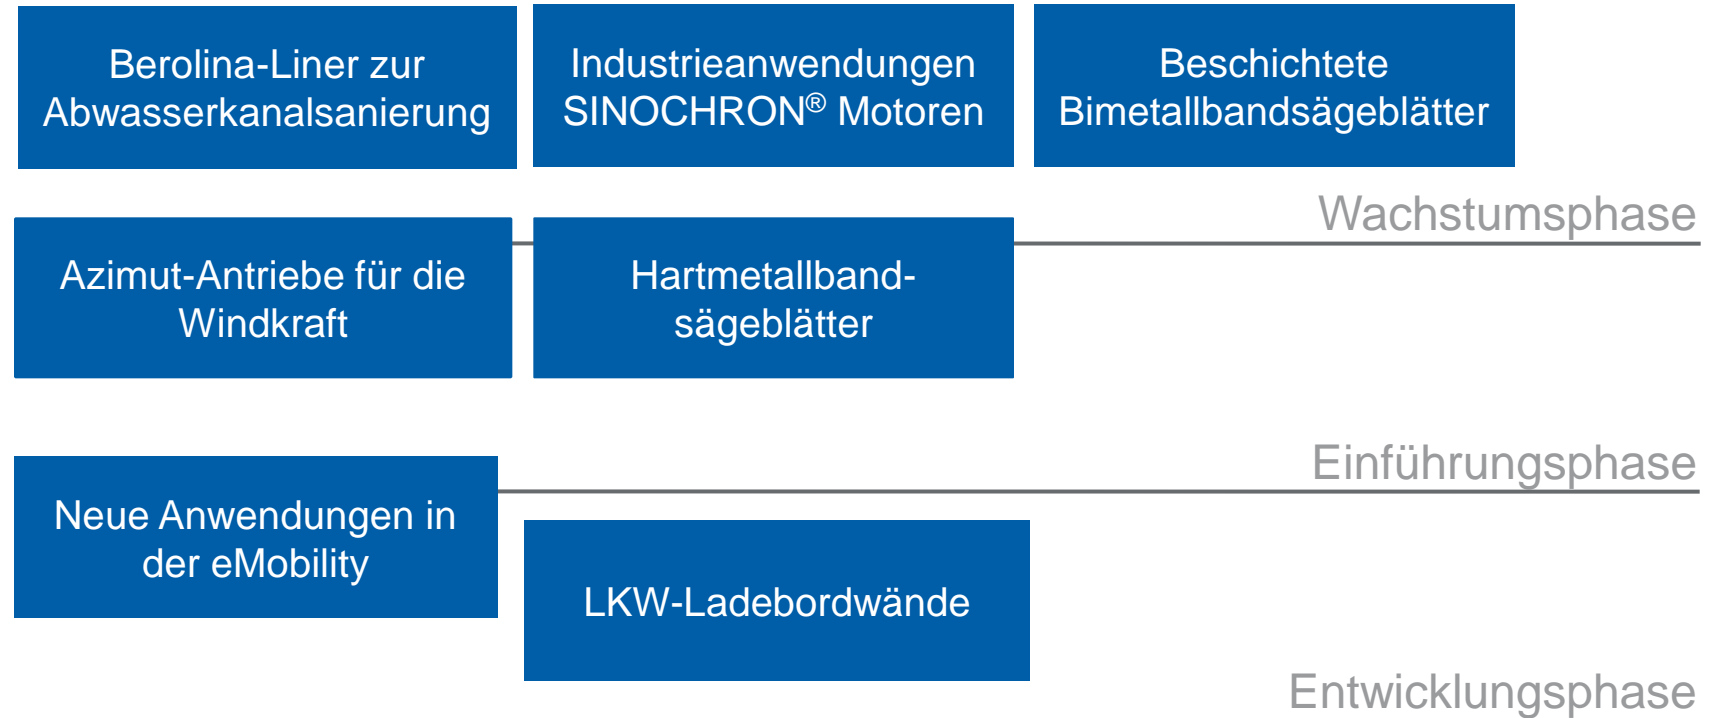 Berolina-Liner zur
Abwasserkanalsanierung
Industrieanwendungen
SINOCHRON® Motoren
Beschichtete
Bimetallbandsägeblätter
Wachstumsphase
Azimut-Antriebe für die
Windkraft
Hartmetallband-
sägeblätter
Einführungsphase
Neue Anwendungen in
der eMobility
LKW-Ladebordwände
Entwicklungsphase